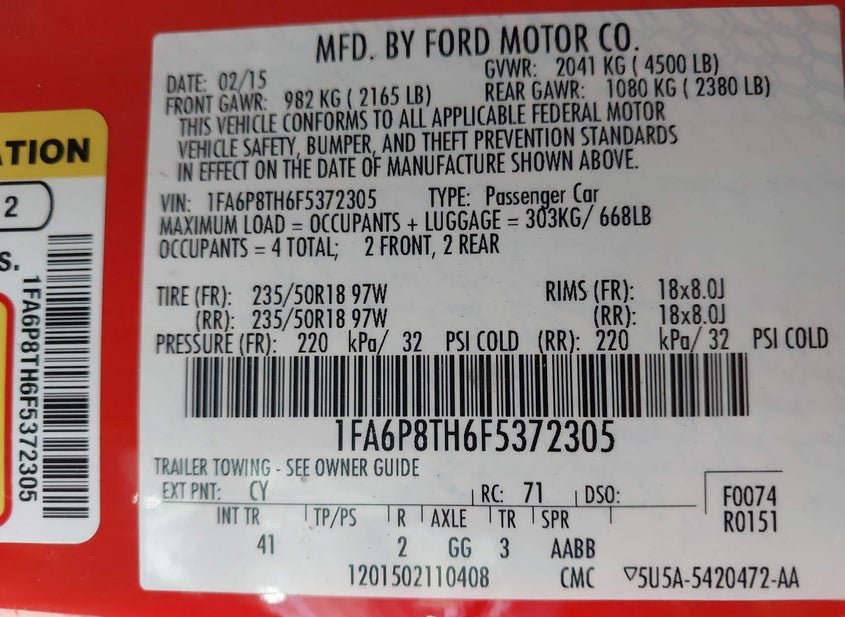 MFD. BY FORD MOTOR CO.
DATE: 02/15 GVWR: 2041 KG ( 4500 LB)
FRONT GAWR: 982 KG ( 2165 LB) REAR GAWR: 1080 KG ( 2380 LB)
THIS VEHICLE CONFORMS TO ALL APPLICABLE FEDERAL MOTOR
VEHICLE SAFETY, BUMPER, AND THEFT PREVENTION STANDARDS
IN EFFECT ON THE DATE OF MANUFACTURE SHOWN ABOVE.
VIN: 1FA6P8TH6F5372305 TYPE: Passenger Car
MAXIMUM LOAD = OCCUPANTS + LUGGAGE = 303KG/ 668LB
OCCUPANTS = 4 TOTAL; 2 FRONT, 2 REAR
TIRE (FR): 235/50R18 97W RIMS (FR): 18x8.0J
(RR): 235/50R18 97W (RR): 18x8.0J
PRESSURE (FR): 220 kPa/ 32 PSI COLD (RR): 220 kPa/ 32 PSI COLD
1FA6P8TH6F5372305
TRAILER TOWING - SEE OWNER GUIDE
EXT PNT: CY RC: 71 DSO: F0074
INT TR TP/PS R AXLE TR SPR R0151
41 2 GG 3 AABB
1201502110408 CMC ▽5U5A-5420472-AA
ATION
2
S.
1FA6P8TH6F5372305